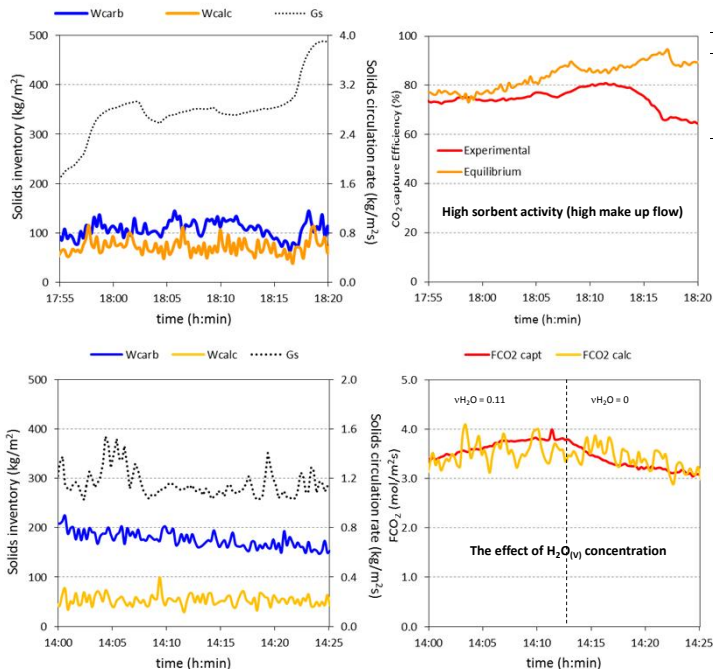 Wcarb Wcalc Gs
Solids inventory (kg/m²)
500
400
300
200
100
0
4.0
3.2
2.4
1.6
0.8
0.0
Solids circulation rate (kg/m²s)
17:55 18:00 18:05 18:10 18:15 18:20
time (h:min)
CO₂ capture Efficiency (%)
100
80
60
40
20
0
Experimental
Equilibrium
High sorbent activity (high make up flow)
17:55 18:00 18:05 18:10 18:15 18:20
time (h:min)
Wcarb Wcalc Gs
Solids inventory (kg/m²)
500
400
300
200
100
0
2.0
1.6
1.2
0.8
0.4
0.0
Solids circulation rate (kg/m²s)
14:00 14:05 14:10 14:15 14:20 14:25
time (h:min)
FCO2 capt FCO2 calc
FCO₂ (mol/m²s)
5.0
4.0
3.0
2.0
1.0
0.0
νH₂O = 0.11 νH₂O = 0
The effect of H₂O₍V₎ concentration
14:00 14:05 14:10 14:15 14:20 14:25
time (h:min)